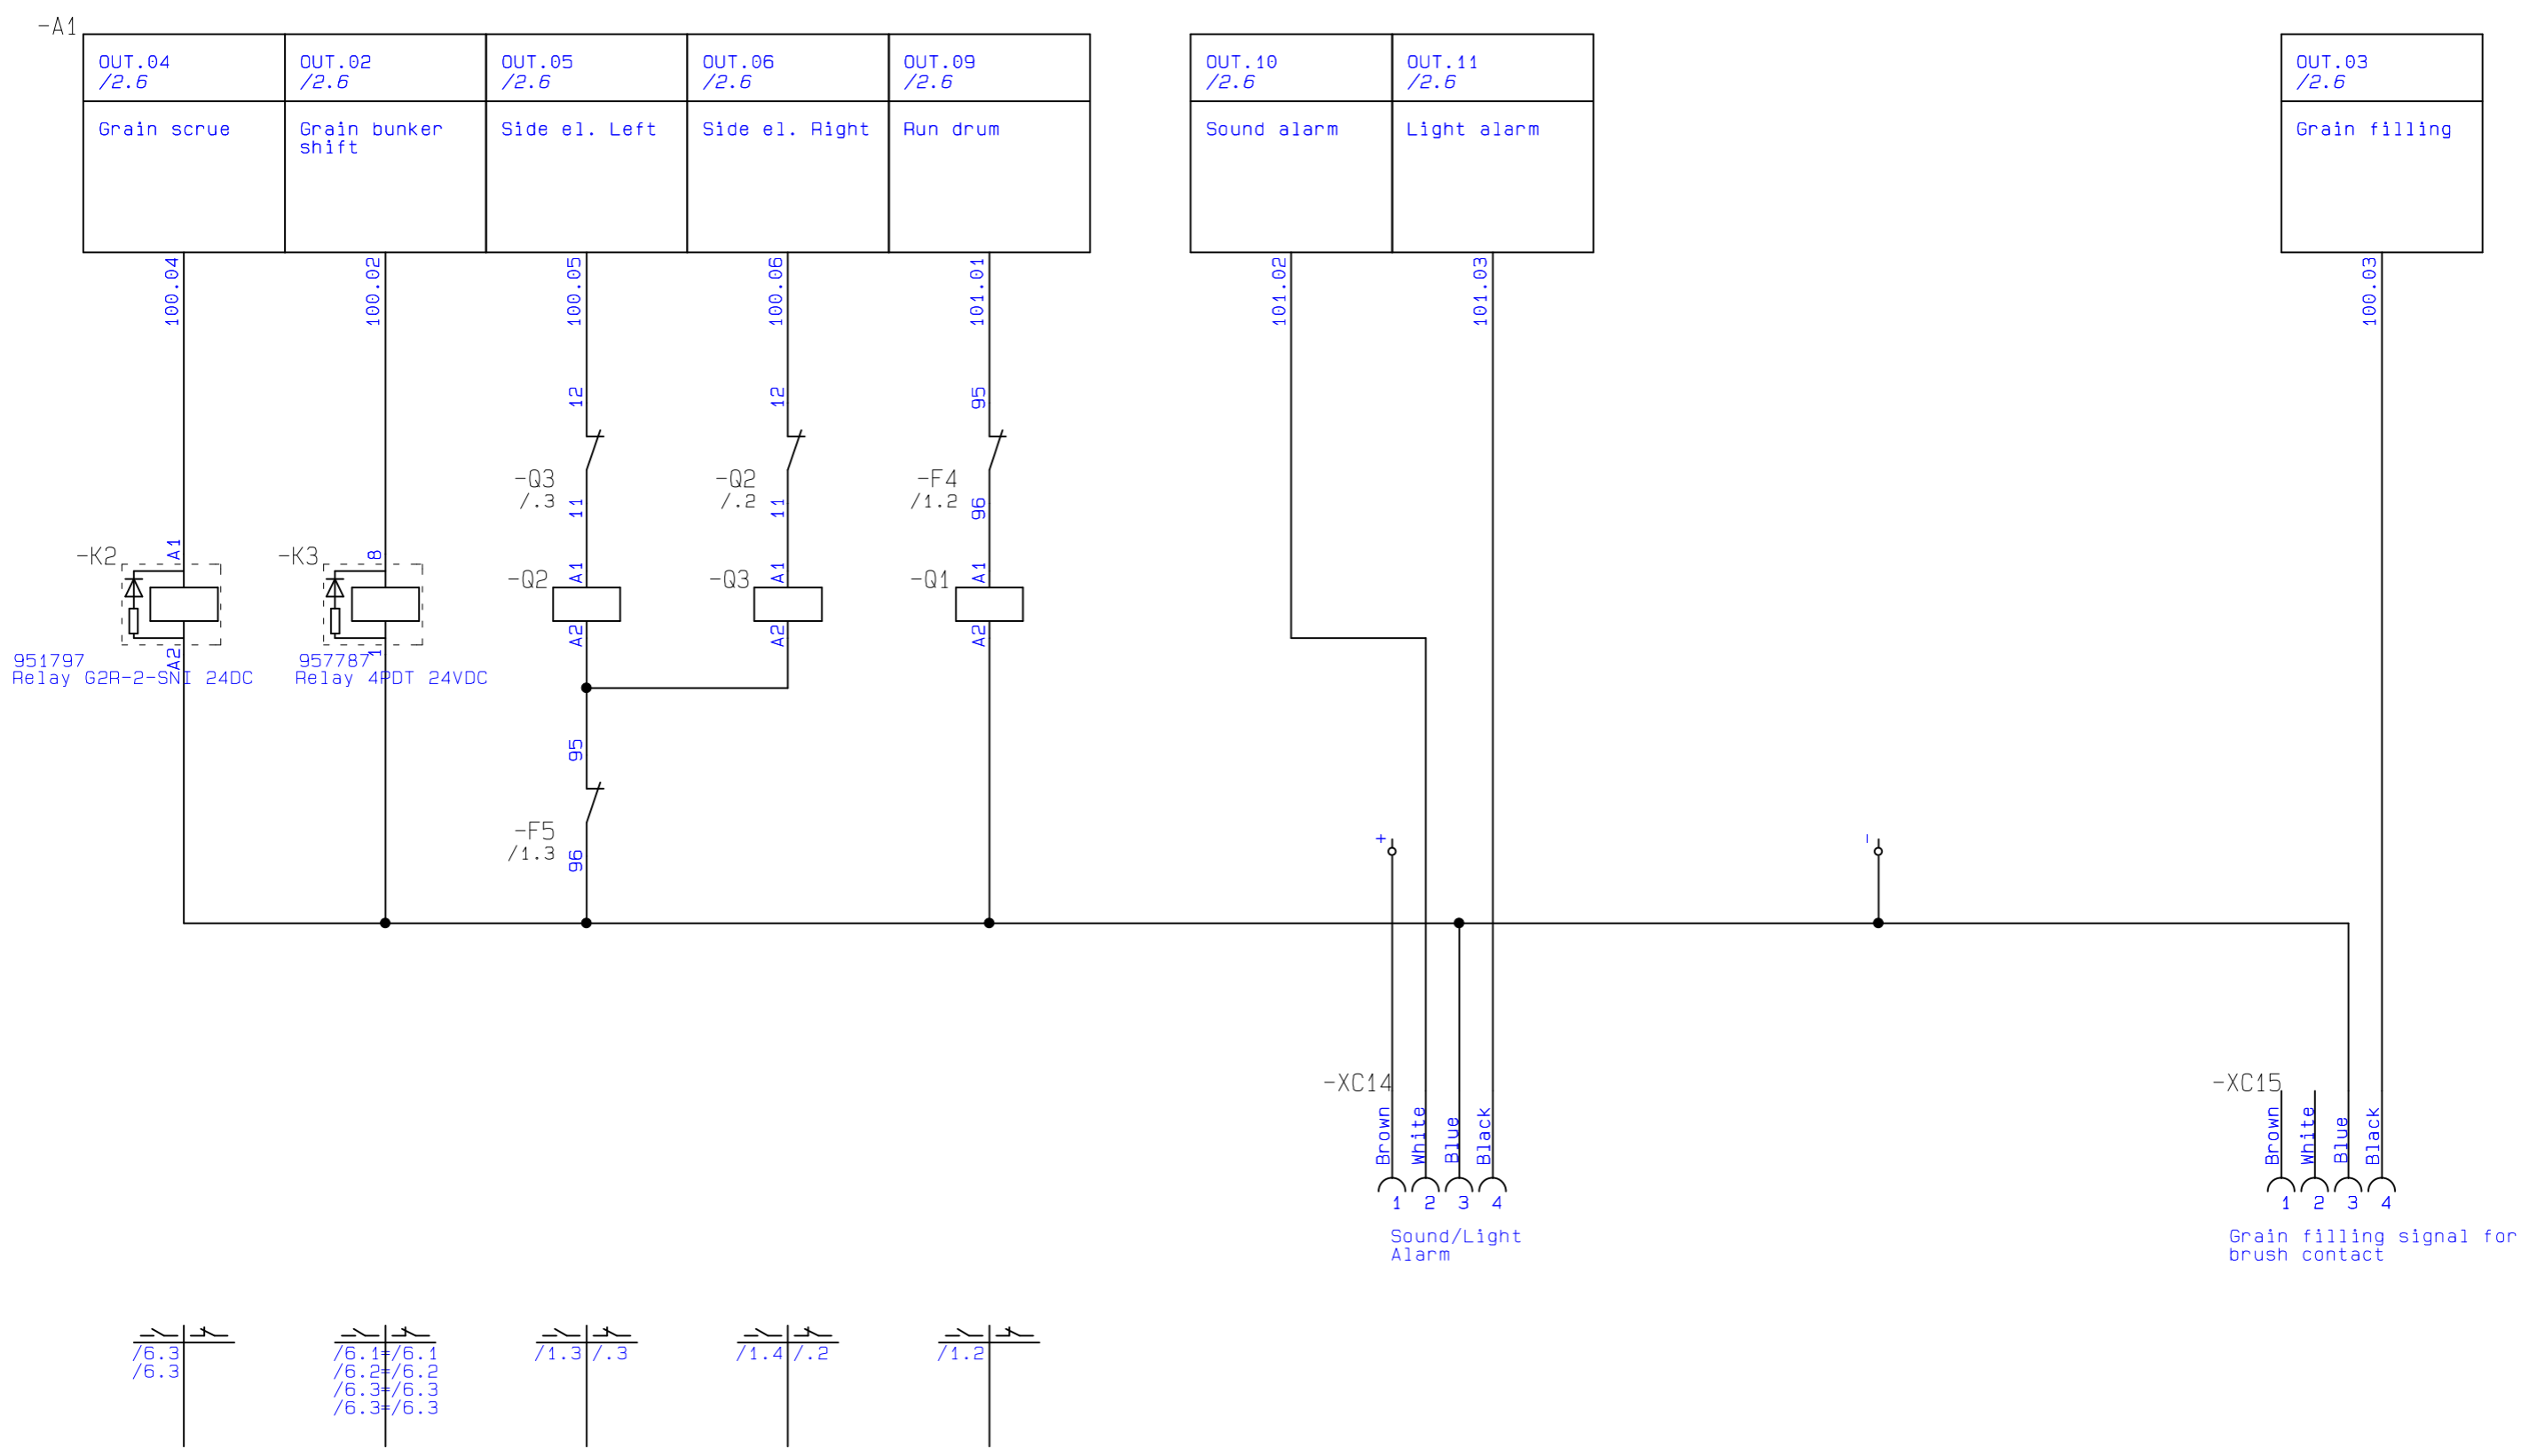 -A1
OUT.04
/2.6
Grain scrue
OUT.02
/2.6
Grain bunker
shift
OUT.05
/2.6
Side el. Left
OUT.06
/2.6
Side el. Right
OUT.09
/2.6
Run drum
OUT.10
/2.6
Sound alarm
OUT.11
/2.6
Light alarm
OUT.03
/2.6
Grain filling
100.04
100.02
100.05
100.06
101.01
101.02
101.03
100.03
12
12
95
-Q3
/.3
11
-Q2
/.2
11
-F4
/1.2
96
-K2
A1
-K3
8
-Q2
A1
-Q3
A1
-Q1
A1
A2
1
A2
A2
A2
951797
Relay G2R-2-SNI 24DC
957787
Relay 4PDT 24VDC
95
-F5
/1.3
96
+
-
-XC14
Brown
White
Blue
Black
1
2
3
4
Sound/Light
Alarm
-XC15
Brown
White
Blue
Black
1
2
3
4
Grain filling signal for
brush contact
/6.3
/6.3
/6.1=/6.1
/6.2=/6.2
/6.3=/6.3
/6.3=/6.3
/1.3 /.3
/1.4 /.2
/1.2